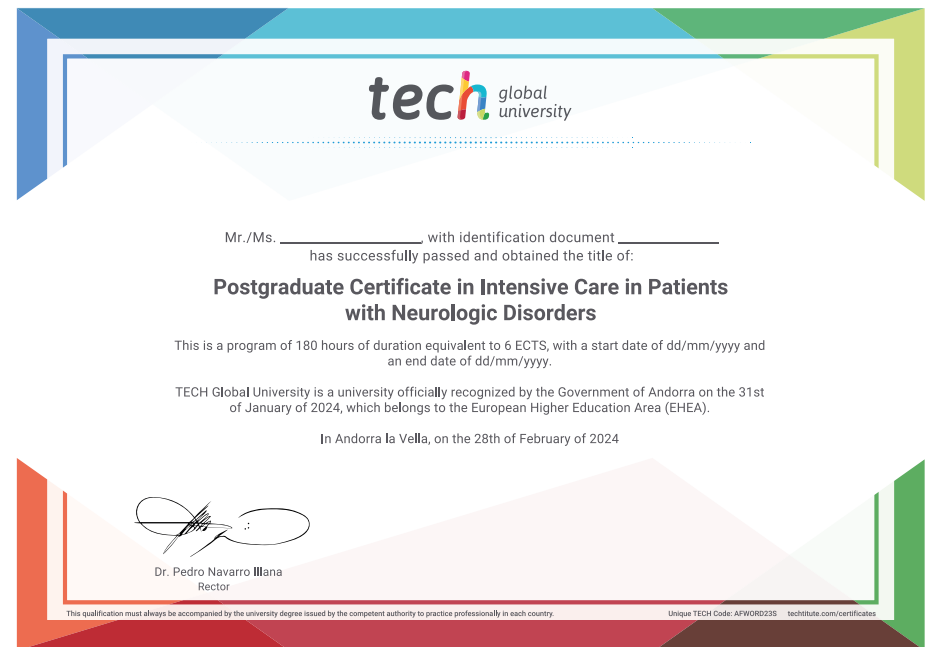 tech global
university
Mr./Ms. ________________, with identification document ____________
has successfully passed and obtained the title of:
Postgraduate Certificate in Intensive Care in Patients
with Neurologic Disorders
This is a program of 180 hours of duration equivalent to 6 ECTS, with a start date of dd/mm/yyyy and
an end date of dd/mm/yyyy.
TECH Global University is a university officially recognized by the Government of Andorra on the 31st
of January of 2024, which belongs to the European Higher Education Area (EHEA).
In Andorra la Vella, on the 28th of February of 2024
Dr. Pedro Navarro Illana
Rector
This qualification must always be accompanied by the university degree issued by the competent authority to practice professionally in each country. Unique TECH Code: AFWORD23S techtitute.com/certificates